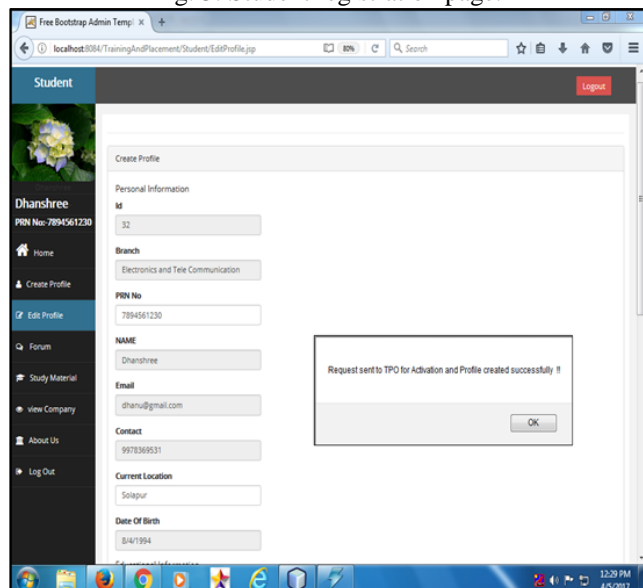 Free Bootstrap Admin Templ × +
localhost:8084/TrainingAndPlacement/Student/EditProfile.jsp 80% Search
Student
Logout
Dhanshree
PRN No:-7894561230
Home
Create Profile
Edit Profile
Forum
Study Material
view Company
About Us
Log Out
Create Profile
Personal Information
Id
32
Branch
Electronics and Tele Communication
PRN No
7894561230
NAME
Dhanshree
Email
dhanu@gmail.com
Contact
9978369531
Current Location
Solapur
Date Of Birth
8/4/1994
Request sent to TPO for Activation and Profile created successfully !!
OK
12:29 PM
4/5/2017